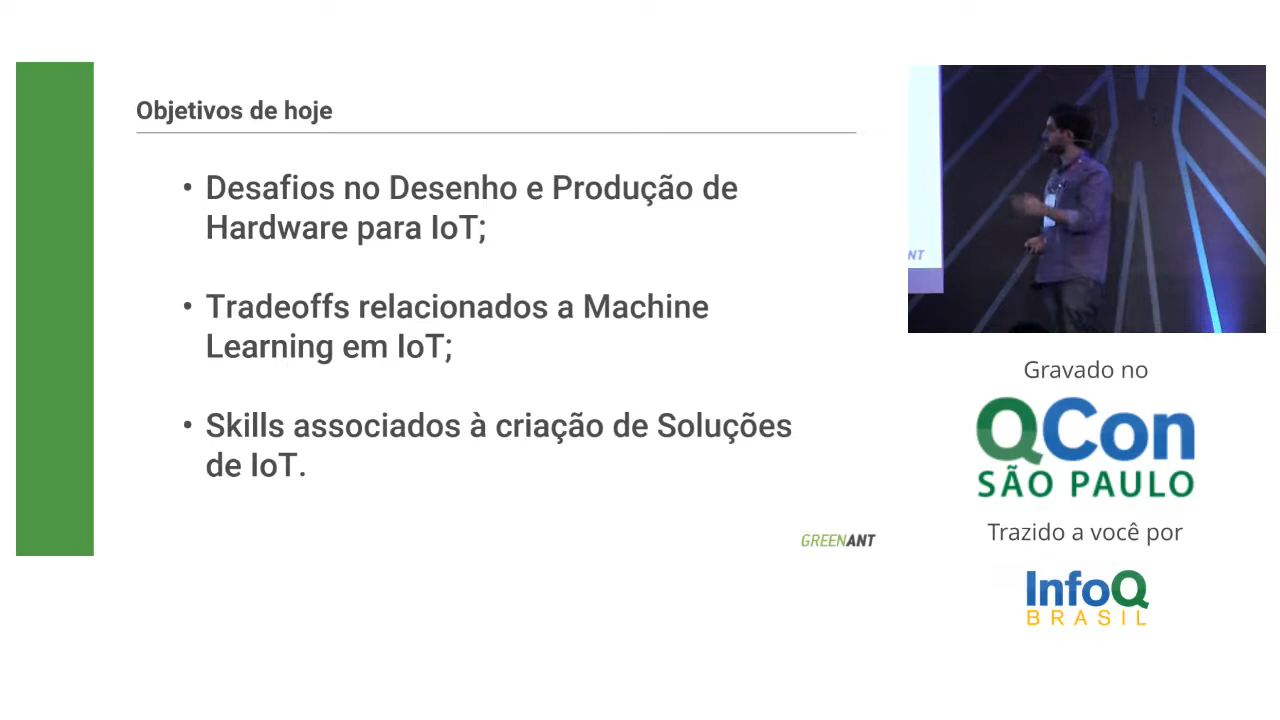 Objetivos de hoje
• Desafios no Desenho e Produção de
Hardware para IoT;
• Tradeoffs relacionados a Machine
Learning em IoT;
• Skills associados à criação de Soluções
de IoT.
GREENANT
NT
Gravado no
QCon
SÃO PAULO
Trazido a você por
InfoQ
BRASIL